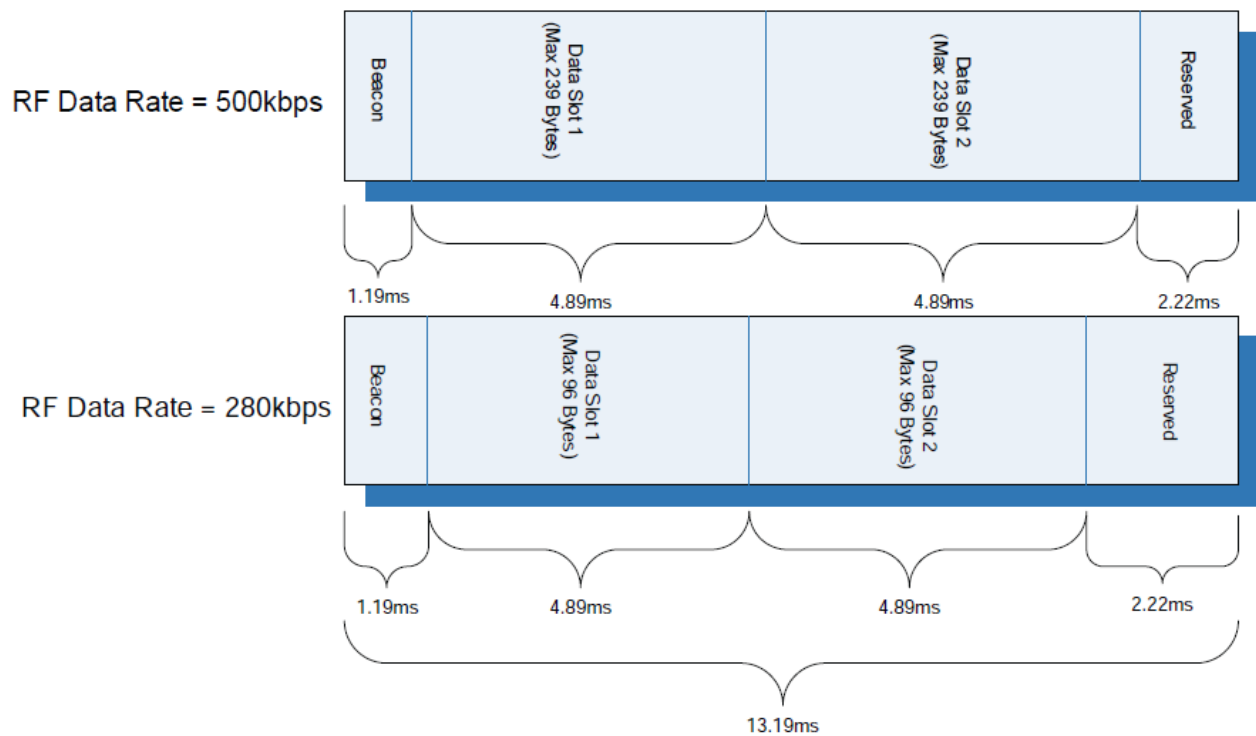 RF Data Rate = 500kbps
Beacon
Data Slot 1
(Max 239 Bytes)
Data Slot 2
(Max 239 Bytes)
Reserved
1.19ms
4.89ms
4.89ms
2.22ms
RF Data Rate = 280kbps
Beacon
Data Slot 1
(Max 96 Bytes)
Data Slot 2
(Max 96 Bytes)
Reserved
1.19ms
4.89ms
4.89ms
2.22ms
13.19ms